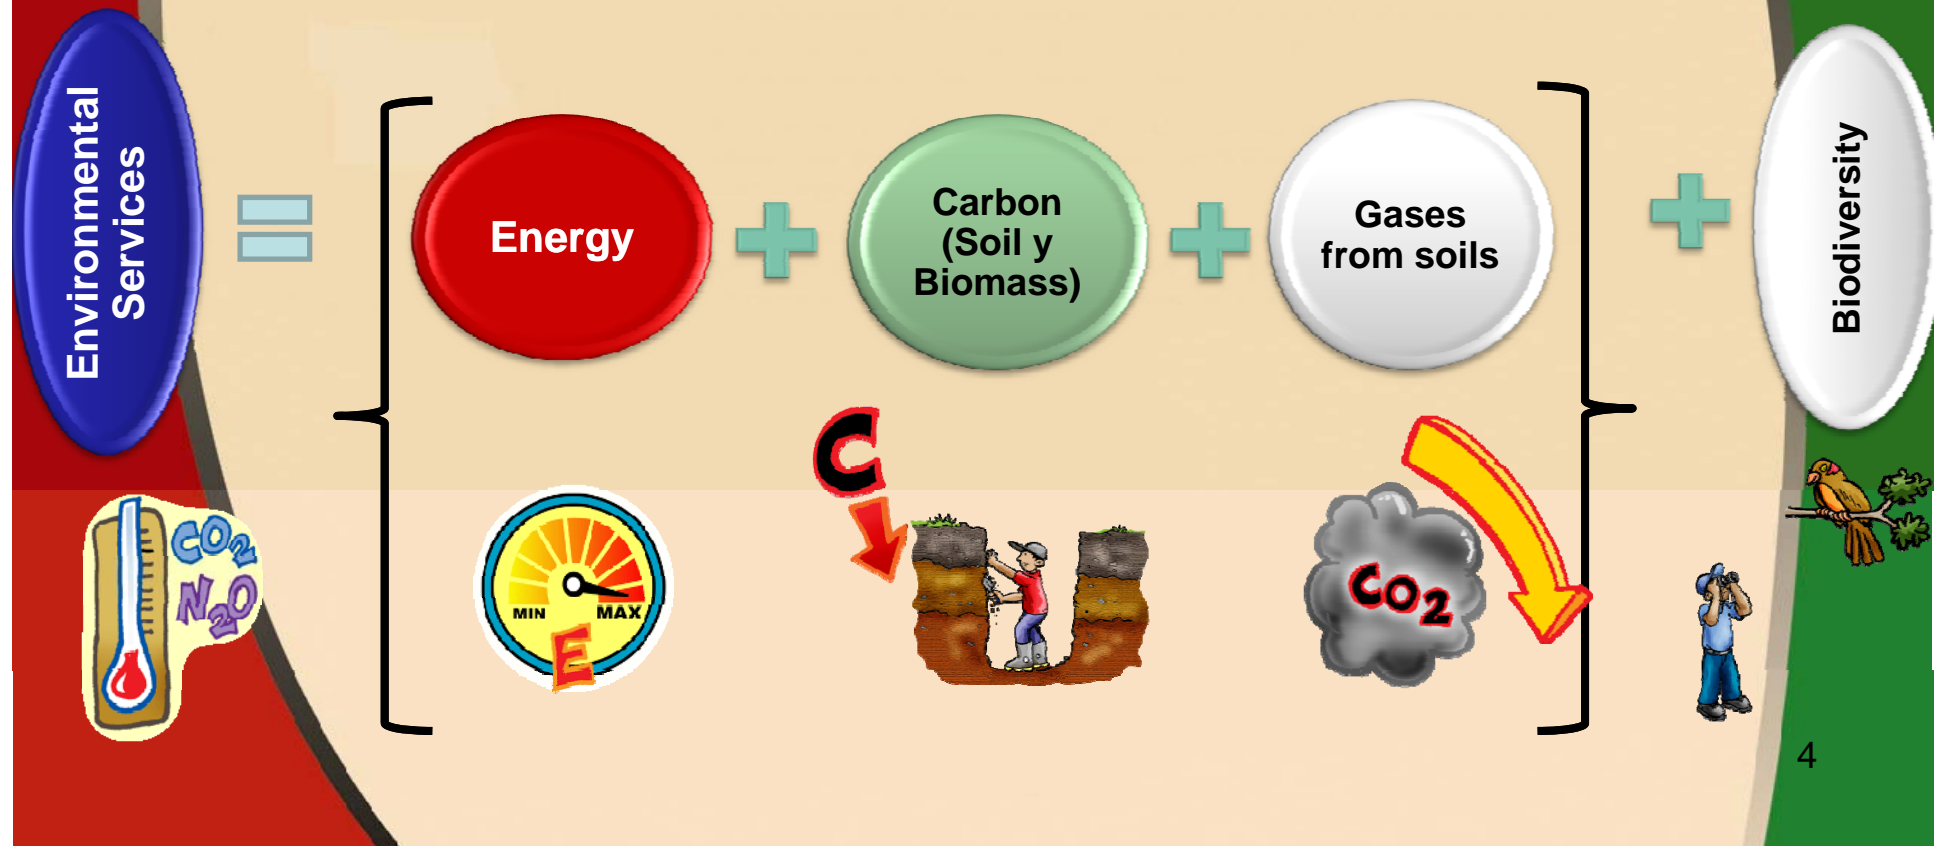 Environmental
Services
Energy
Carbon
(Soil y
Biomass)
Gases
from soils
Biodiversity
CO2
N2O
MIN
MAX
E
C
CO2
4